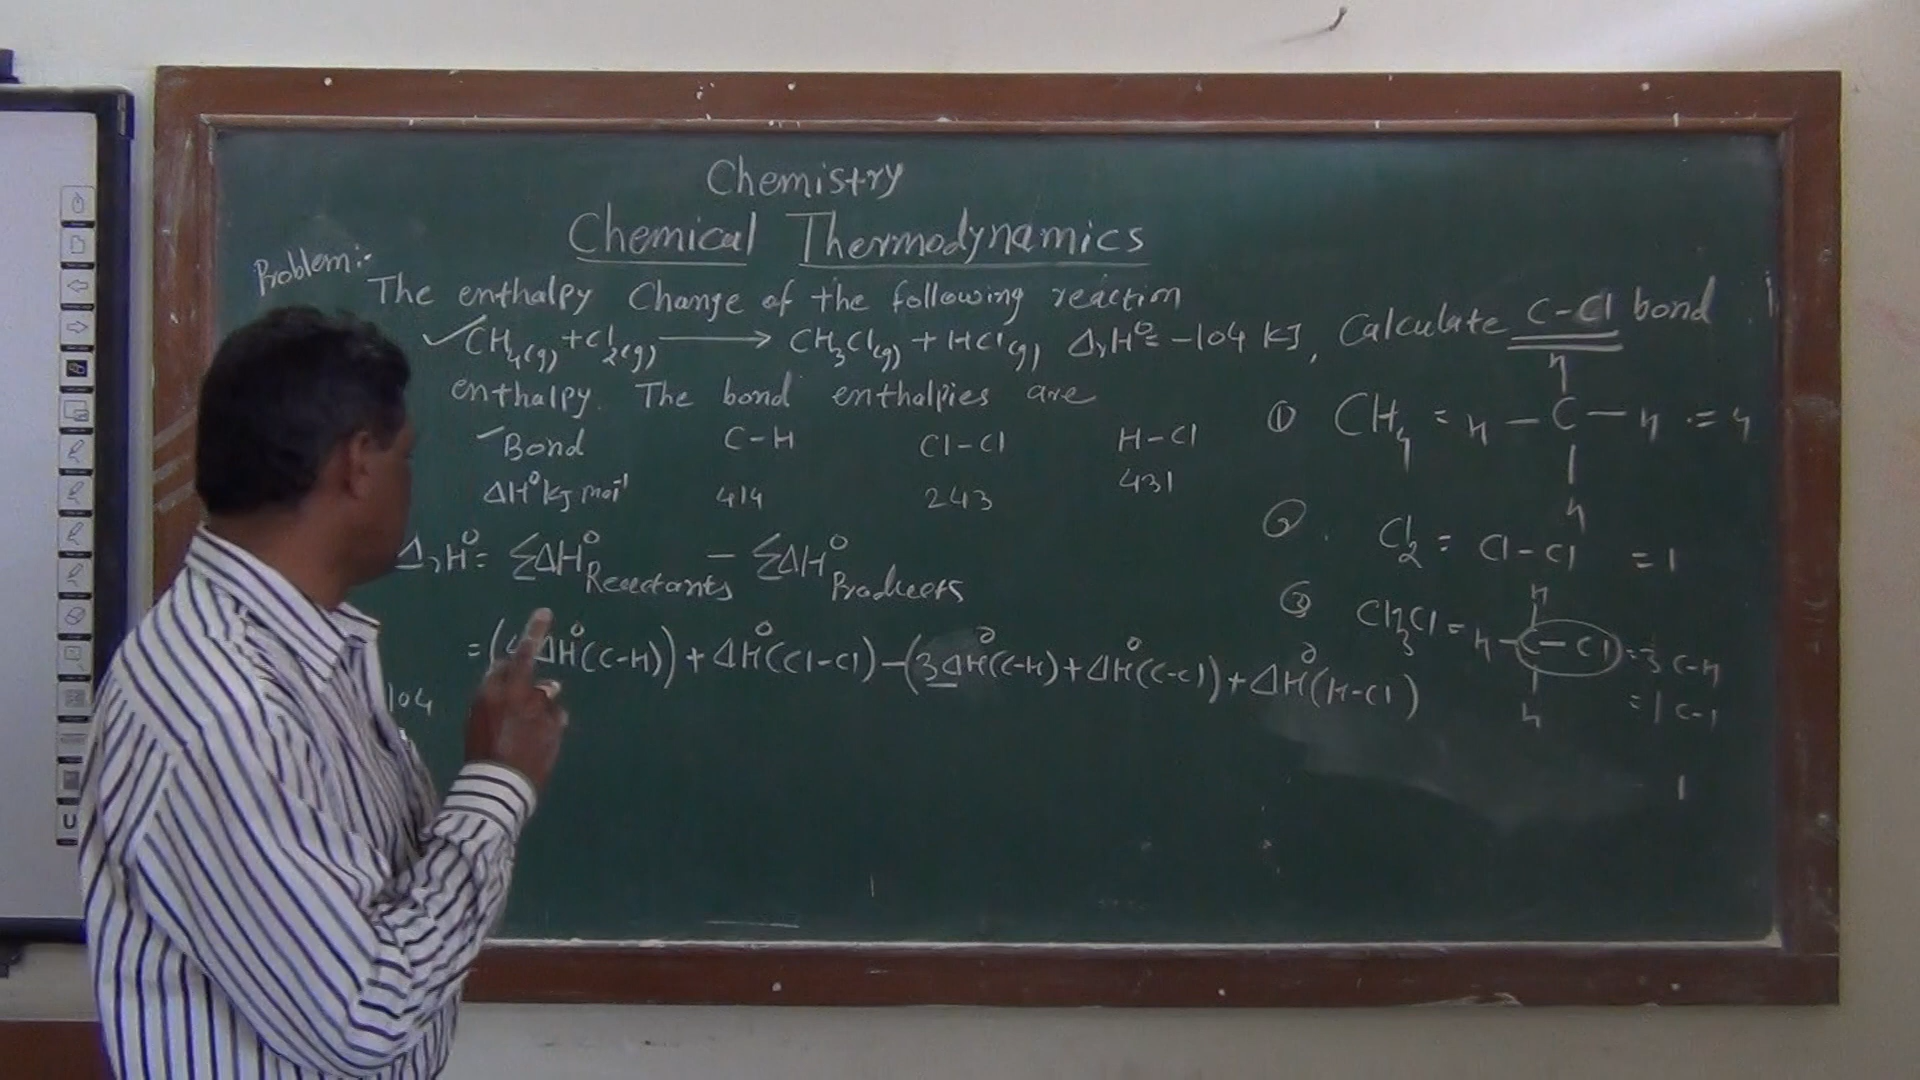 Chemistry
Chemical Thermodynamics
Problem:-
The enthalpy Change of the following reaction
CH4(g) + Cl2(g) → CH3Cl(g) + HCl(g) ΔrH° = -104 KJ, Calculate C-Cl bond
enthalpy. The bond enthalpies are
Bond C-H Cl-Cl H-Cl
ΔH° kJ mol⁻¹ 414 243 431
ΔrH° = ΣΔH° Reactants - ΣΔH° Products
= (4ΔH°(C-H)) + ΔH°(Cl-Cl) - (3ΔH°(C-H) + ΔH°(C-Cl) + ΔH°(H-Cl)
104
① CH4 = H - C - H = 4
H
H
② Cl2 = Cl-Cl = 1
③ CH3Cl = H - C - Cl = 3 C-H
H
H
= 1 C-